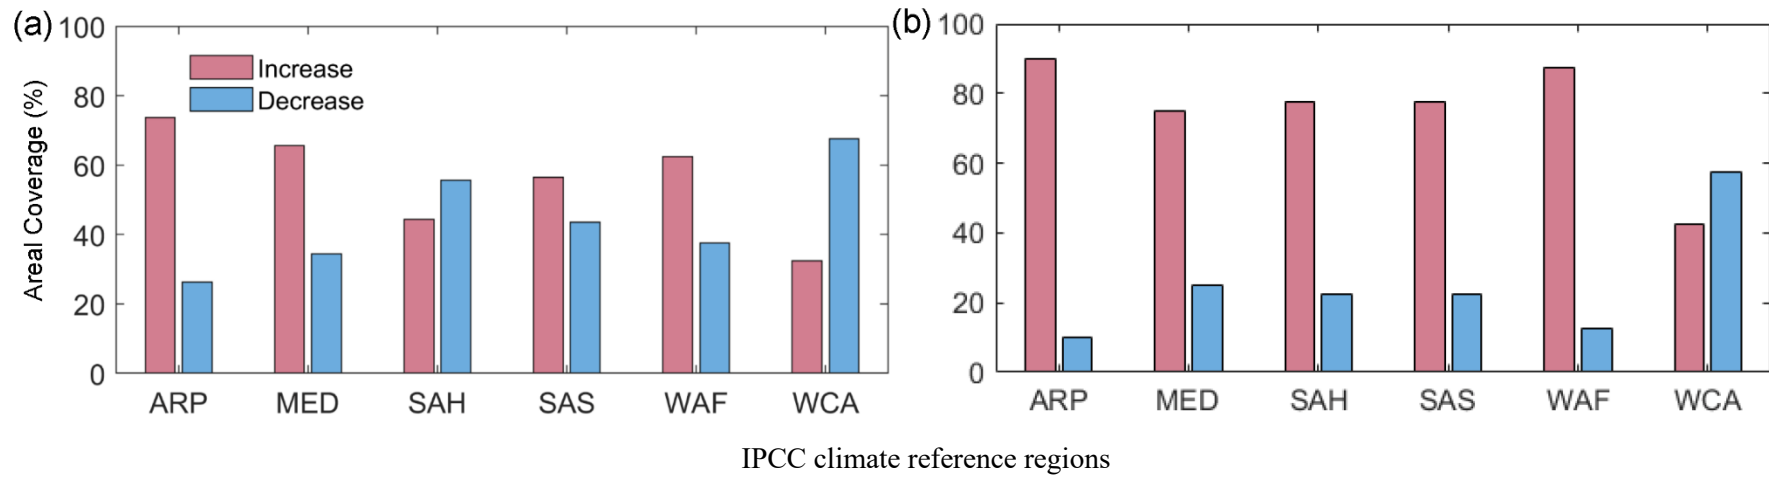 (a)
Areal Coverage (%)
100
80
60
40
20
0
Increase
Decrease
ARP MED SAH SAS WAF WCA
(b)
100
80
60
40
20
0
ARP MED SAH SAS WAF WCA
IPCC climate reference regions